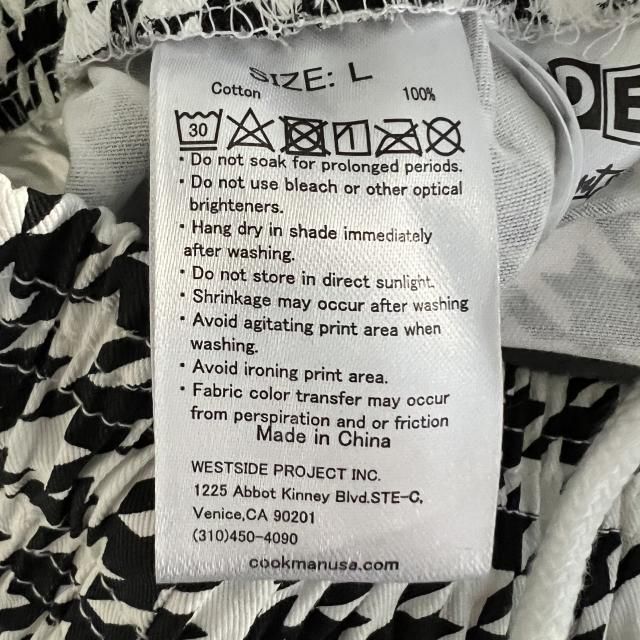 SIZE: L
Cotton 100%
30
• Do not soak for prolonged periods.
• Do not use bleach or other optical
brighteners.
• Hang dry in shade immediately
after washing.
• Do not store in direct sunlight.
• Shrinkage may occur after washing
• Avoid agitating print area when
washing.
• Avoid ironing print area.
• Fabric color transfer may occur
from perspiration and or friction
Made in China
WESTSIDE PROJECT INC.
1225 Abbot Kinney Blvd.STE-C,
Venice,CA 90201
(310)450-4090
cookmanusa.com
DE